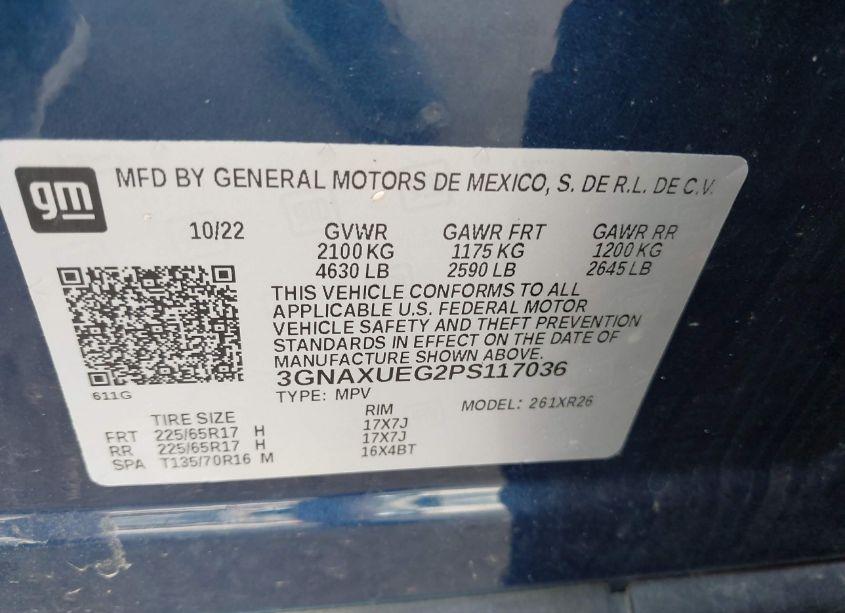 gm
MFD BY GENERAL MOTORS DE MEXICO, S. DE R.L. DE C.V.
10/22 GVWR GAWR FRT GAWR RR
2100 KG 1175 KG 1200 KG
4630 LB 2590 LB 2645 LB
THIS VEHICLE CONFORMS TO ALL
APPLICABLE U.S. FEDERAL MOTOR
VEHICLE SAFETY AND THEFT PREVENTION
STANDARDS IN EFFECT ON THE DATE OF
MANUFACTURE SHOWN ABOVE.
3GNAXUEG2PS117036
611G
TYPE: MPV MODEL: 261XR26
TIRE SIZE RIM
FRT 225/65R17 H 17X7J
RR 225/65R17 H 17X7J
SPA T135/70R16 M 16X4BT